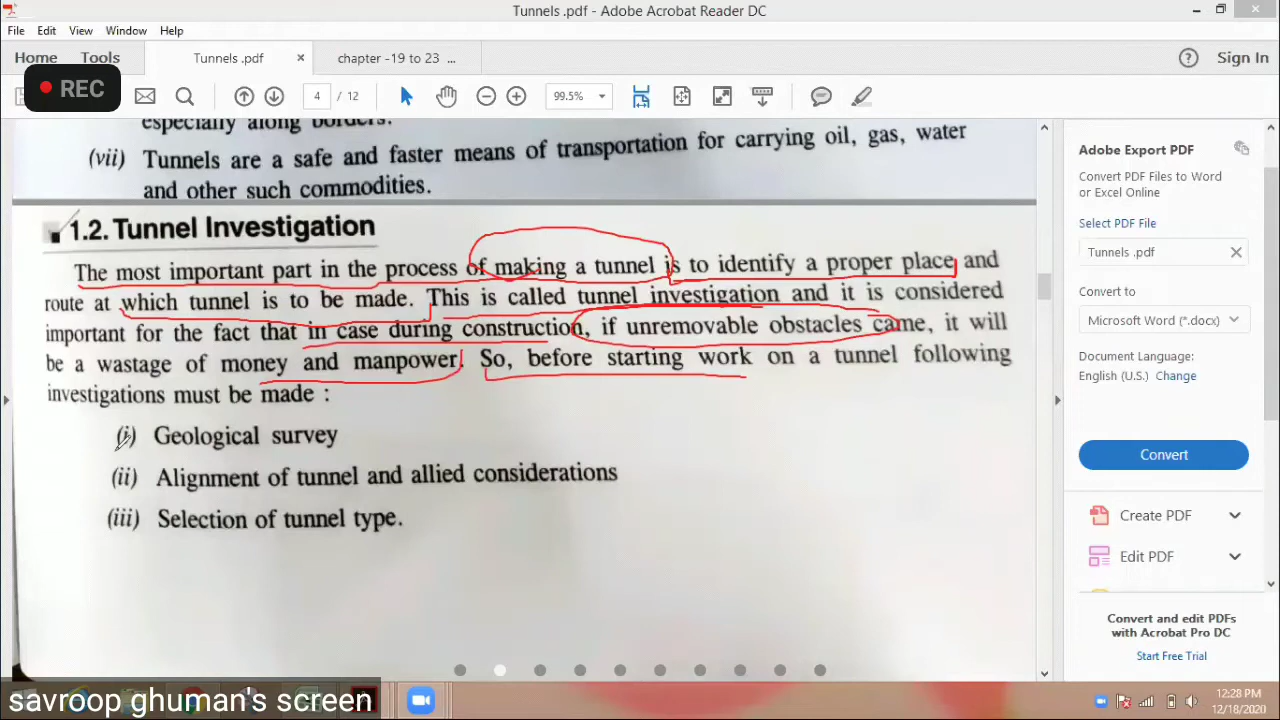 Tunnels .pdf - Adobe Acrobat Reader DC
File Edit View Window Help
Home Tools Tunnels .pdf × chapter -19 to 23 ... Sign In
REC 4 / 12 99.5%
especially along borders.
(vii) Tunnels are a safe and faster means of transportation for carrying oil, gas, water
and other such commodities.
1.2. Tunnel Investigation
The most important part in the process of making a tunnel is to identify a proper place and
route at which tunnel is to be made. This is called tunnel investigation and it is considered
important for the fact that in case during construction, if unremovable obstacles came, it will
be a wastage of money and manpower. So, before starting work on a tunnel following
investigations must be made :
(i) Geological survey
(ii) Alignment of tunnel and allied considerations
(iii) Selection of tunnel type.
Adobe Export PDF
Convert PDF Files to Word
or Excel Online
Select PDF File
Tunnels .pdf
Convert to
Microsoft Word (*.docx)
Document Language:
English (U.S.) Change
Convert
Create PDF
Edit PDF
Convert and edit PDFs
with Acrobat Pro DC
Start Free Trial
savroop ghuman's screen
12:28 PM
12/18/2020